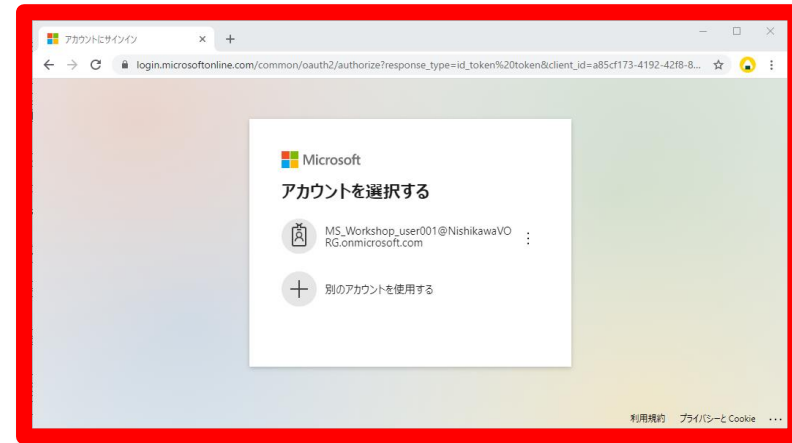 アカウントにサインイン
login.microsoftonline.com/common/oauth2/authorize?response_type=id_token%20token&client_id=a85cf173-4192-42f8-8...
Microsoft
アカウントを選択する
MS_Workshop_user001@NishikawaVO
RG.onmicrosoft.com
別のアカウントを使用する
利用規約 プライバシーと Cookie ...